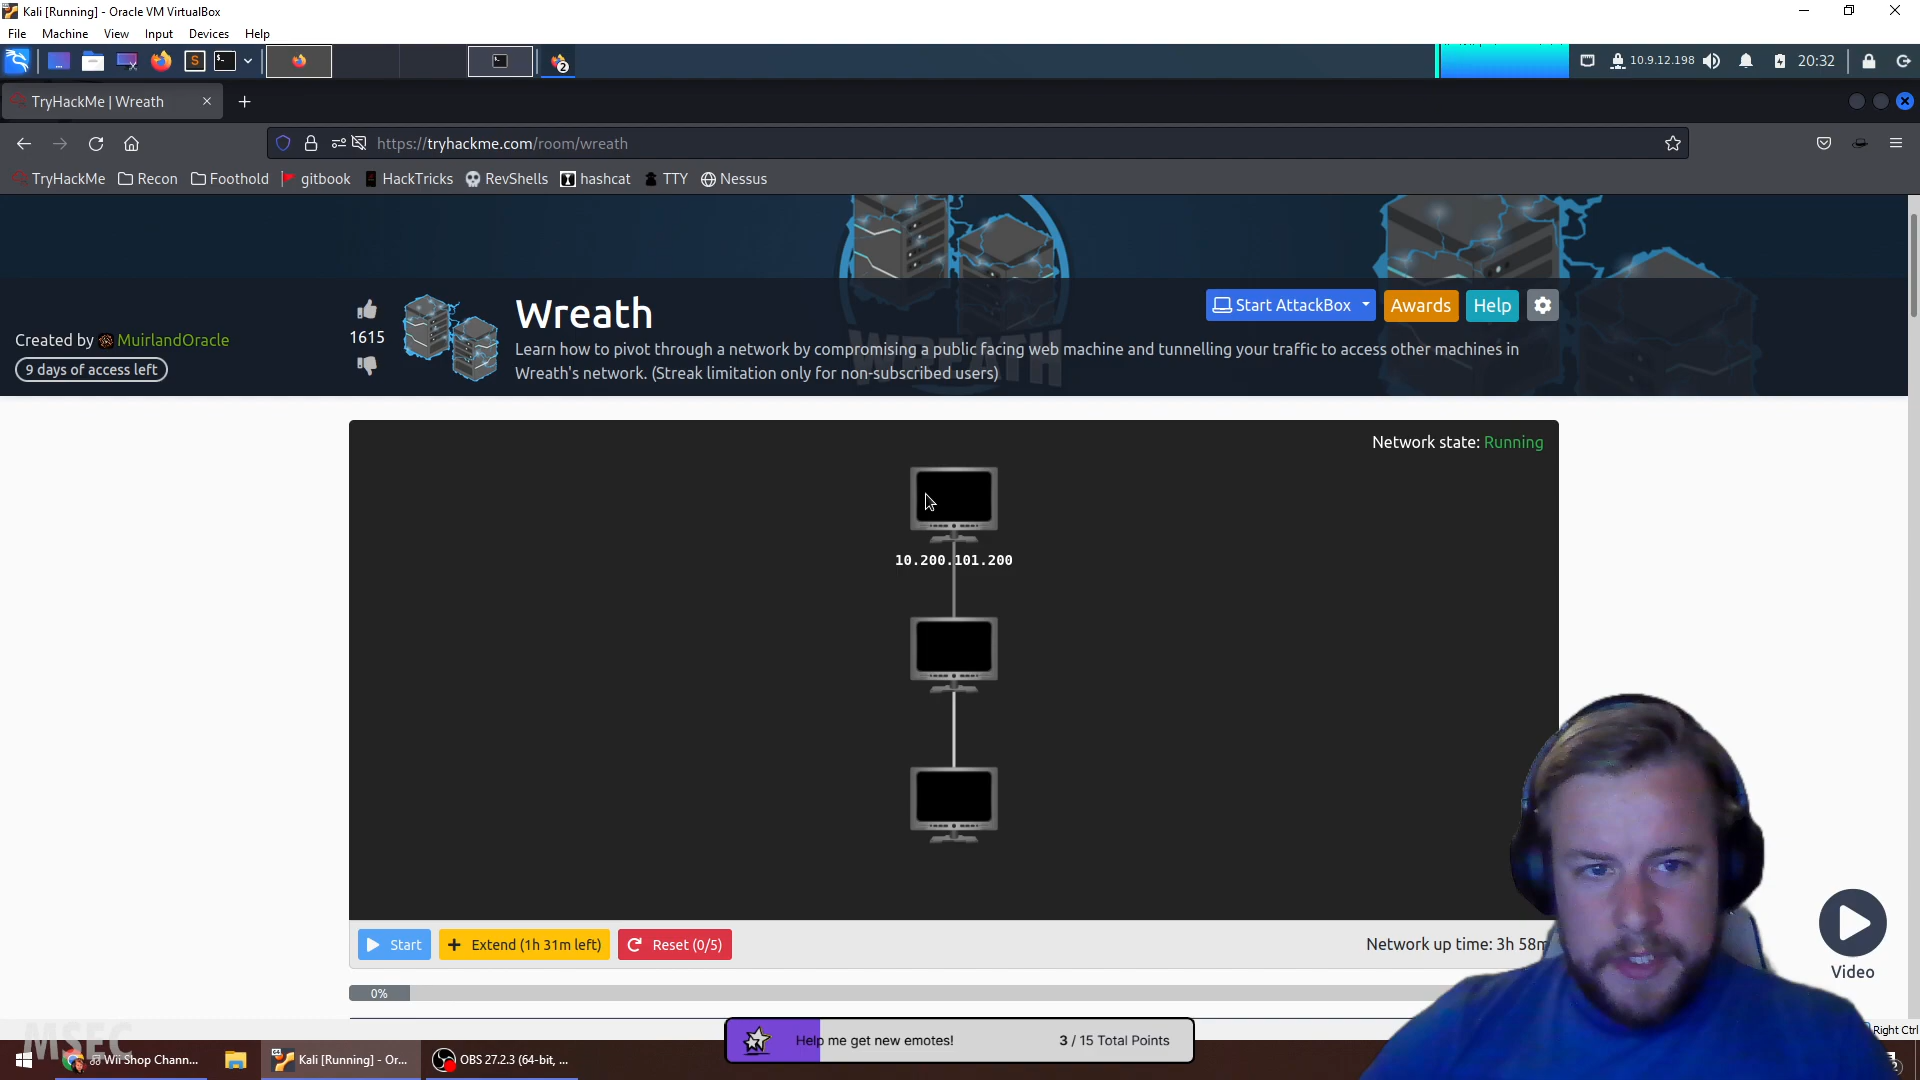 Kali [Running] - Oracle VM VirtualBox
File Machine View Input Devices Help
10.9.12.198 20:32
TryHackMe | Wreath
https://tryhackme.com/room/wreath
TryHackMe Recon Foothold gitbook HackTricks RevShells hashcat TTY Nessus
Created by MuirlandOracle
9 days of access left
1615
Wreath
Start AttackBox Awards Help
Learn how to pivot through a network by compromising a public facing web machine and tunnelling your traffic to access other machines in
Wreath's network. (Streak limitation only for non-subscribed users)
WREATH
Network state: Running
10.200.101.200
Start + Extend (1h 31m left) Reset (0/5)
Network up time: 3h 58m
Video
0%
MSEC
Help me get new emotes! 3 / 15 Total Points
Right Ctrl
Wii Shop Chann... Kali [Running] - Or... OBS 27.2.3 (64-bit, ...
2